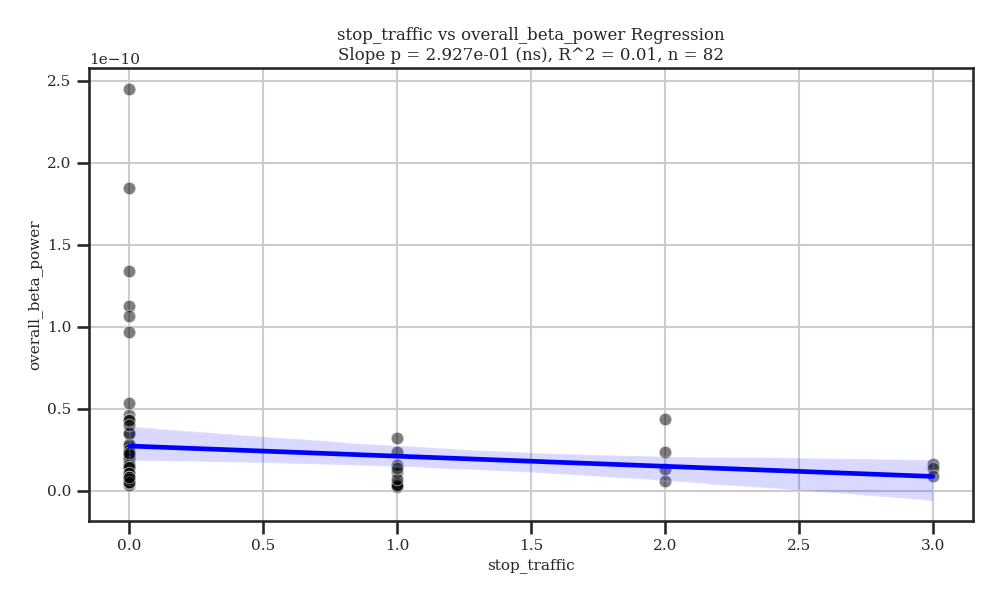 stop_traffic vs overall_beta_power Regression
Slope p = 2.927e-01 (ns), R^2 = 0.01, n = 82
1e−10
2.5
2.0
1.5
1.0
0.5
0.0
overall_beta_power
0.0 0.5 1.0 1.5 2.0 2.5 3.0
stop_traffic